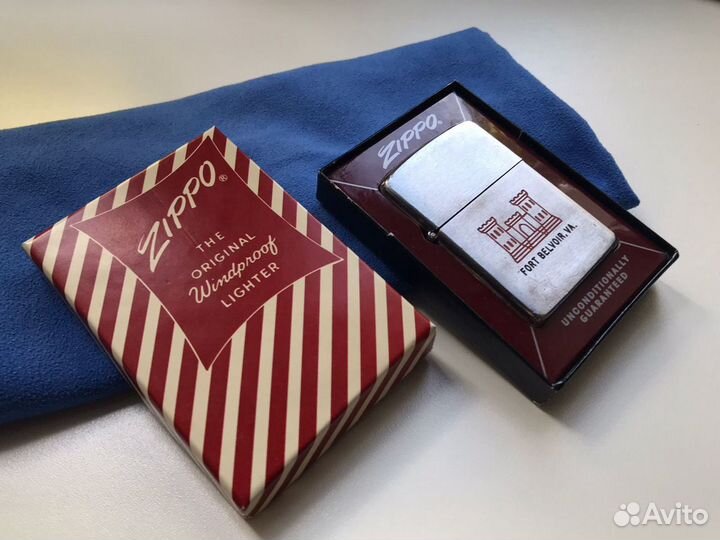 ZIPPO®
THE
ORIGINAL
Windproof
LIGHTER
ZIPPO®
FORT BELVOIR, VA.
UNCONDITIONALLY
GUARANTEED
Avito